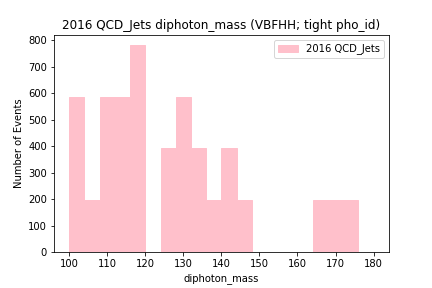 2016 QCD_Jets diphoton_mass (VBFHH; tight pho_id)
2016 QCD_Jets
Number of Events
800
700
600
500
400
300
200
100
0
100 110 120 130 140 150 160 170 180
diphoton_mass